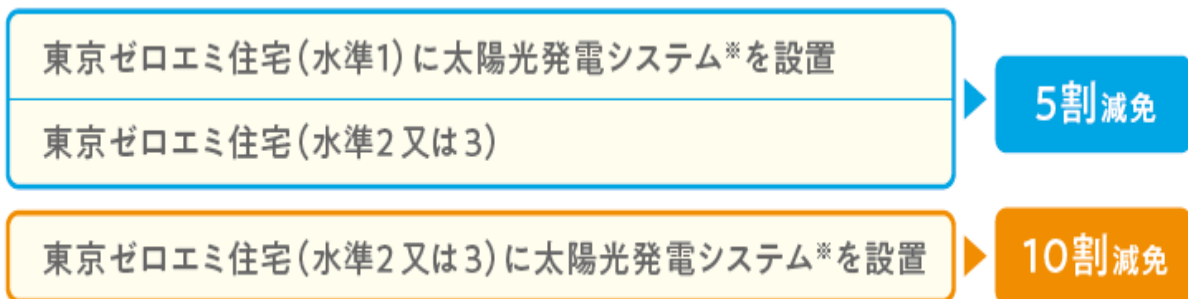 東京ゼロエミ住宅(水準1)に太陽光発電システム※を設置
東京ゼロエミ住宅(水準2又は3)
5割減免
東京ゼロエミ住宅(水準2又は3)に太陽光発電システム※を設置
10割減免